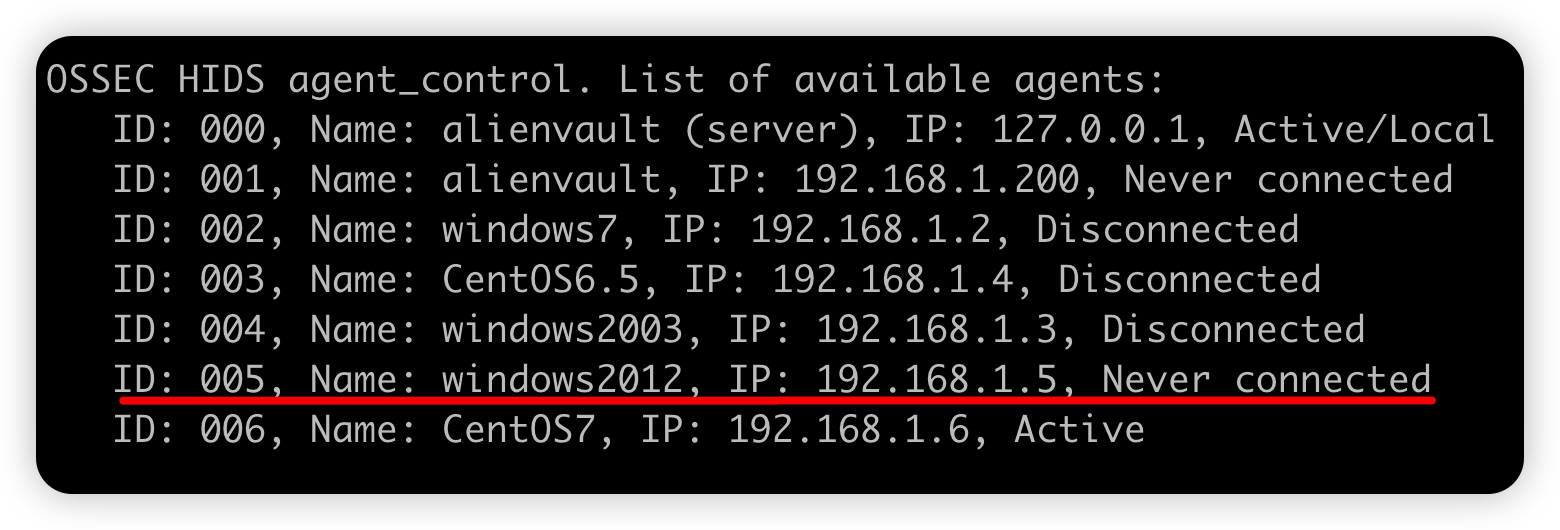 OSSEC HIDS agent_control. List of available agents:
ID: 000, Name: alienvault (server), IP: 127.0.0.1, Active/Local
ID: 001, Name: alienvault, IP: 192.168.1.200, Never connected
ID: 002, Name: windows7, IP: 192.168.1.2, Disconnected
ID: 003, Name: CentOS6.5, IP: 192.168.1.4, Disconnected
ID: 004, Name: windows2003, IP: 192.168.1.3, Disconnected
ID: 005, Name: windows2012, IP: 192.168.1.5, Never connected
ID: 006, Name: CentOS7, IP: 192.168.1.6, Active